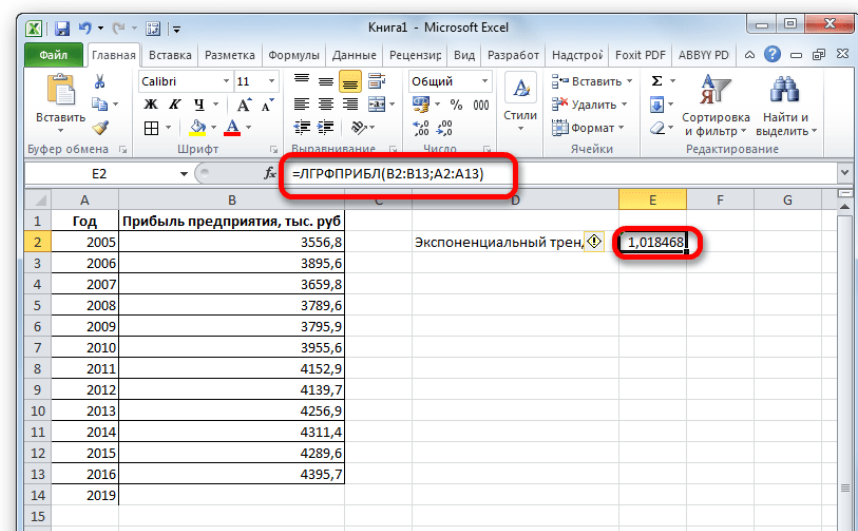 Книга1 - Microsoft Excel
Файл Главная Вставка Разметка Формулы Данные Рецензир Вид Разработ Надстрой Foxit PDF ABBYY PD
Calibri 11 Общий Вставить Σ
Ж К Ч % 000 Удалить
Вставить Стили Сортировка Найти и
A Формат и фильтр выделить
Буфер обмена Шрифт Выравнивание Число Ячейки Редактирование
E2 fx =ЛГРФПРИБЛ(B2:B13;A2:A13)
A B C D E F G
1 Год Прибыль предприятия, тыс. руб
2 2005 3556,8 Экспоненциальный трен 1,018468
3 2006 3895,6
4 2007 3659,8
5 2008 3789,6
6 2009 3795,9
7 2010 3955,6
8 2011 4152,9
9 2012 4139,7
10 2013 4256,9
11 2014 4311,4
12 2015 4289,6
13 2016 4395,7
14 2019
15